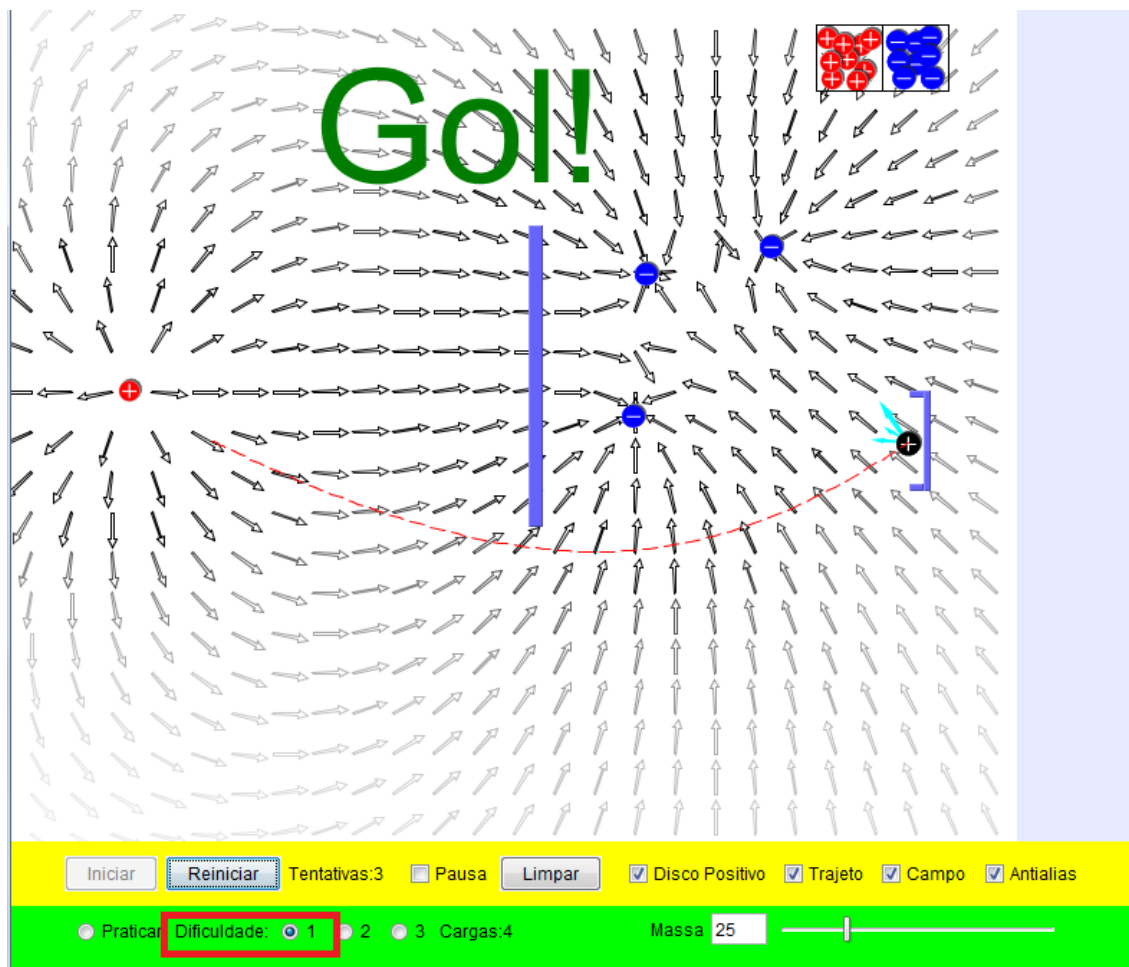 Gol!
Iniciar Reiniciar Tentativas:3 Pausa Limpar Disco Positivo Trajeto Campo Antialias
Praticar Dificuldade: 1 2 3 Cargas:4 Massa 25